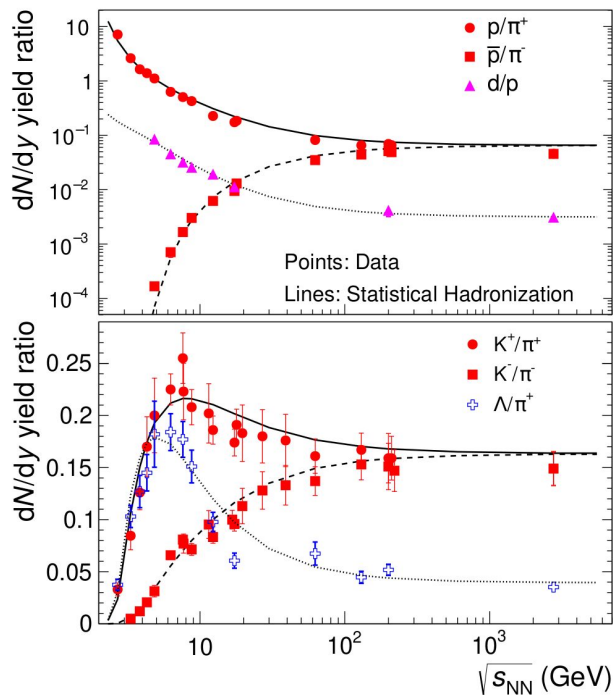 dN/dy yield ratio
10
1
10⁻¹
10⁻²
10⁻³
10⁻⁴
p/π⁺
p̅/π⁻
d/p
Points: Data
Lines: Statistical Hadronization
dN/dy yield ratio
0.25
0.2
0.15
0.1
0.05
0
K⁺/π⁺
K⁻/π⁻
Λ/π⁺
10 10² 10³
√sNN (GeV)